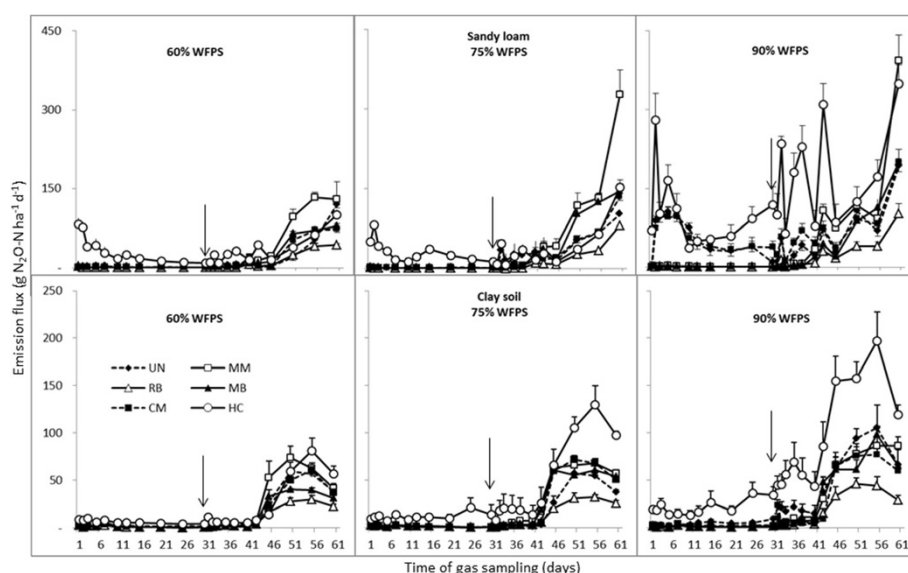 450
300
150
-
60% WFPS
Sandy loam
75% WFPS
90% WFPS
Emission flux (g N₂O-N ha⁻¹ d⁻¹)
250
200
150
100
50
-
60% WFPS
Clay soil
75% WFPS
90% WFPS
UN MM
RB MB
CM HC
1 6 11 16 21 26 31 36 41 46 51 56 61
1 6 11 16 21 26 31 36 41 46 51 56 61
1 6 11 16 21 26 31 36 41 46 51 56 61
Time of gas sampling (days)